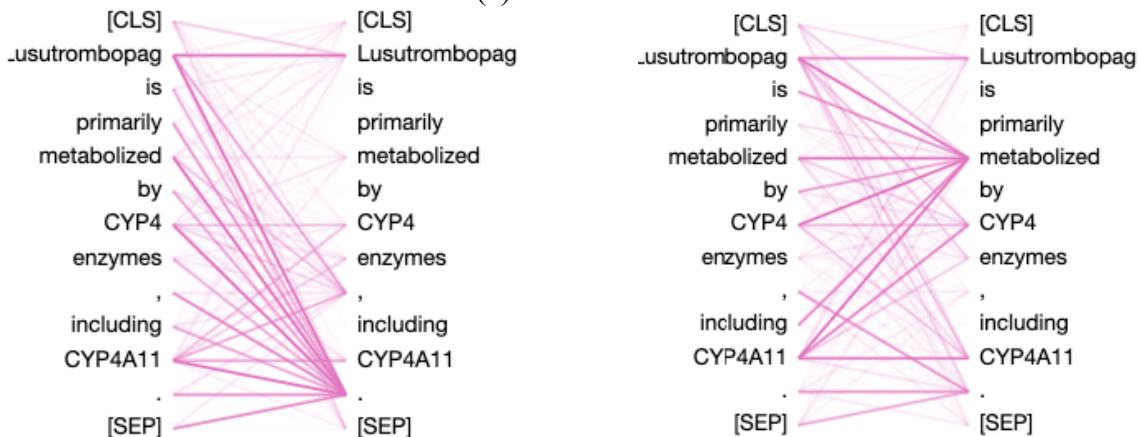 [CLS] [CLS] [CLS] [CLS]
.usutrombopag Lusutrombopag .usutrombopag Lusutrombopag
is is is is
primarily primarily primarily primarily
metabolized metabolized metabolized metabolized
by by by by
CYP4 CYP4 CYP4 CYP4
enzymes enzymes enzymes enzymes
, , , ,
including including including including
CYP4A11 CYP4A11 CYP4A11 CYP4A11
. . . .
[SEP] [SEP] [SEP] [SEP]